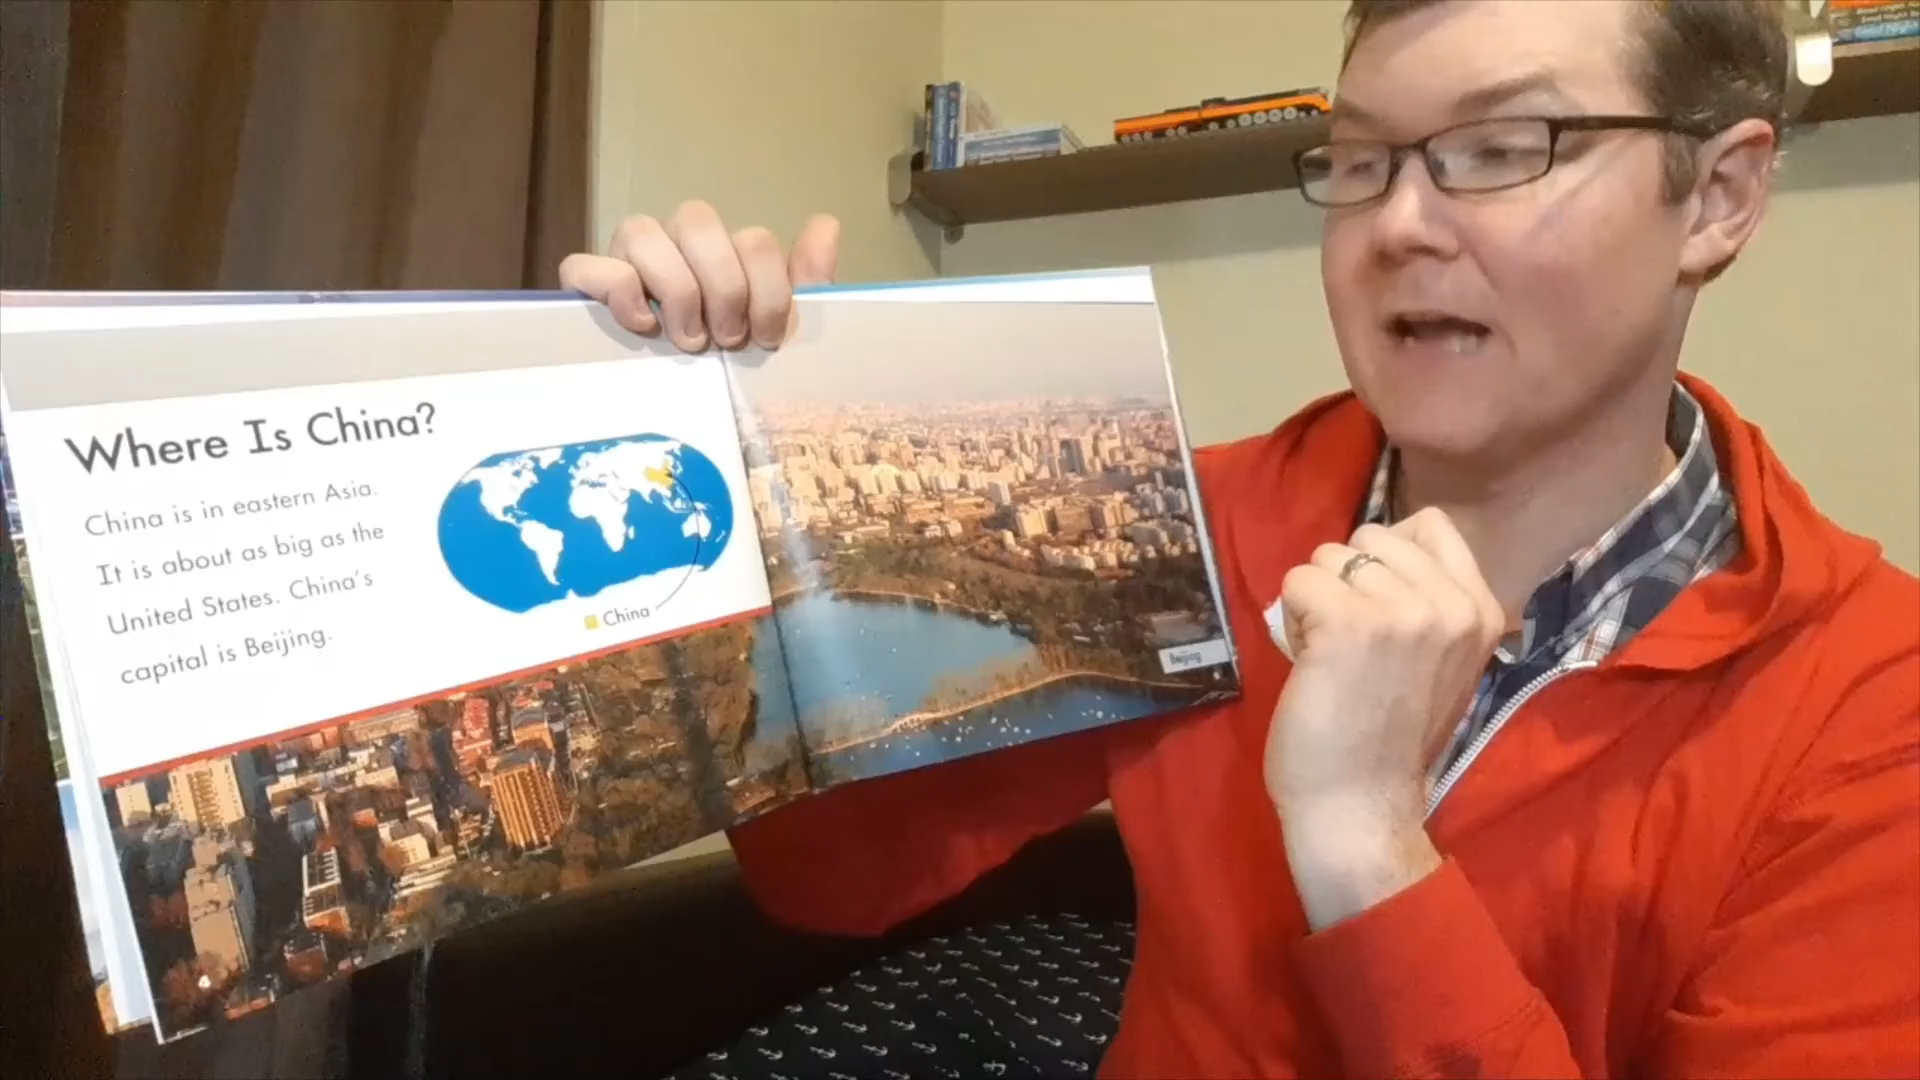 Where Is China?
China is in eastern Asia.
It is about as big as the
United States. China's
capital is Beijing.
China
Beijing
4